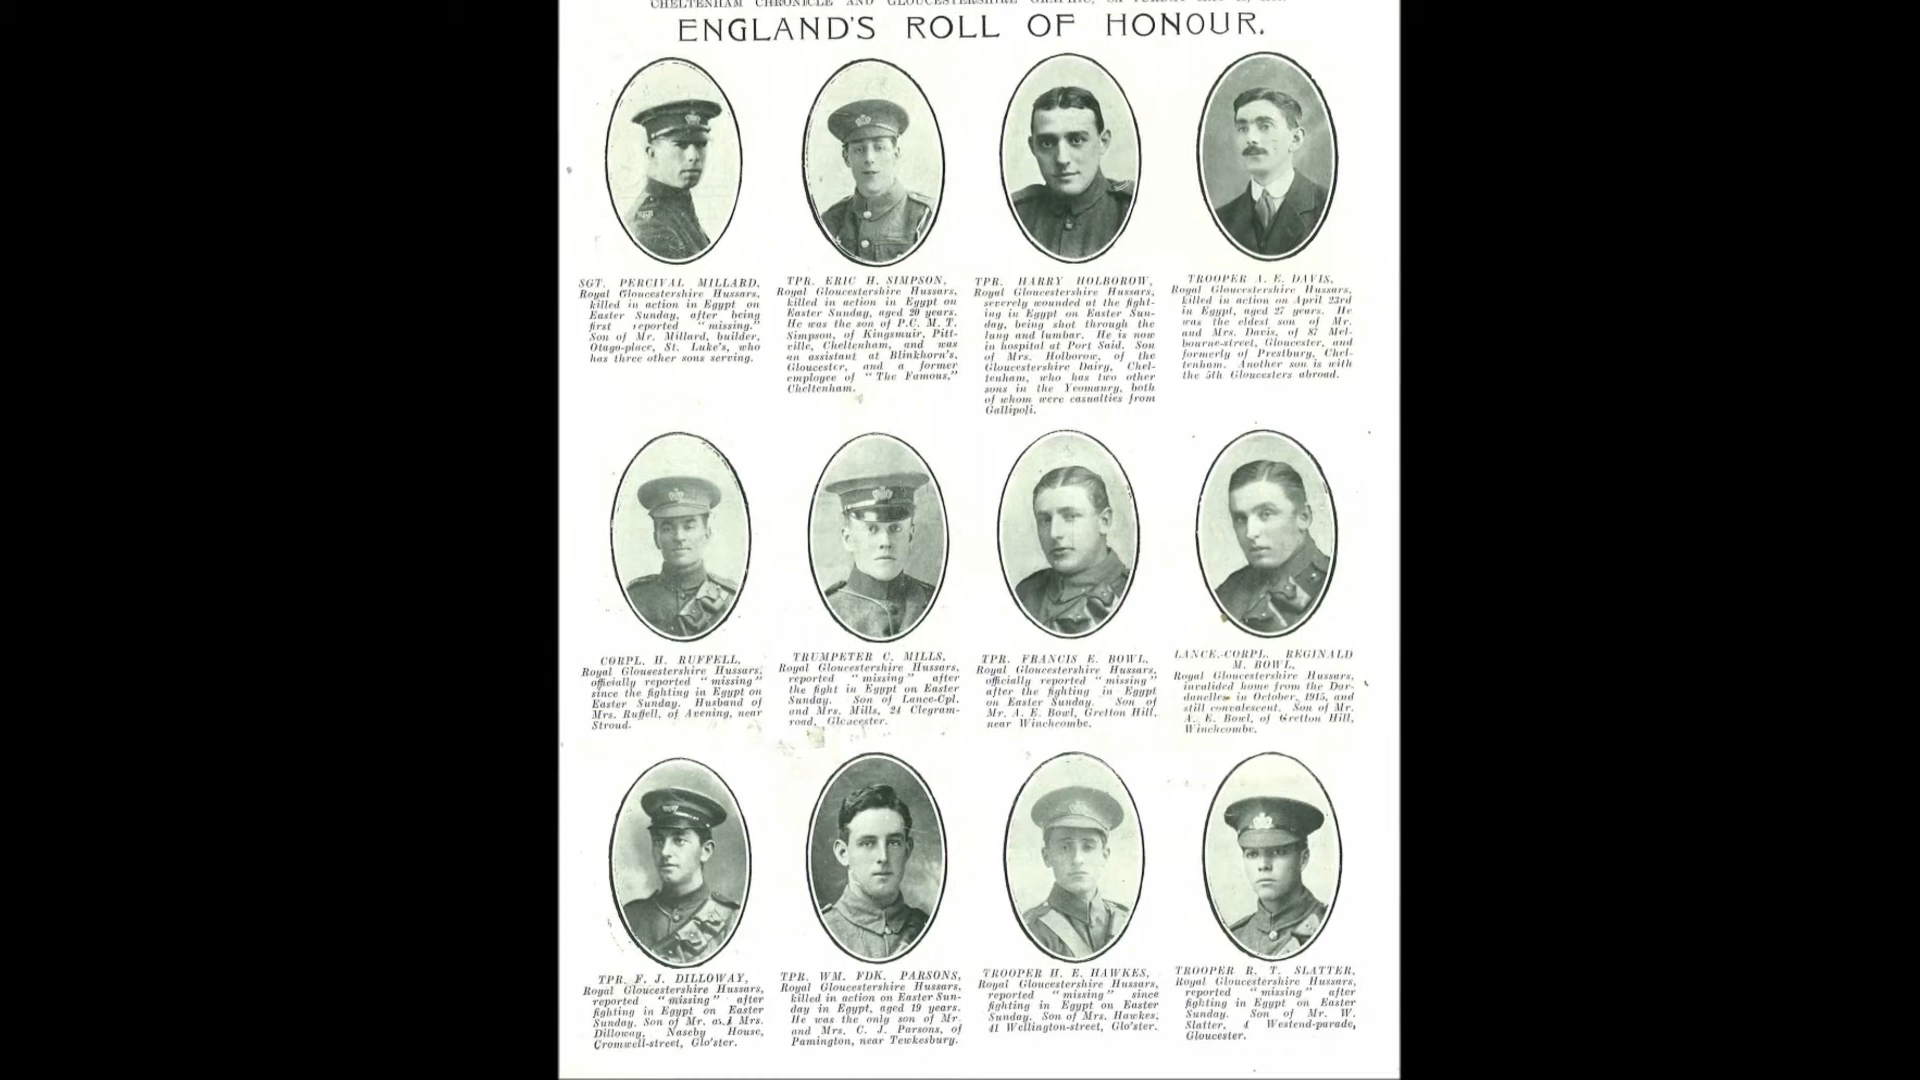 CHELTENHAM CHRONICLE AND GLOUCESTERSHIRE GRAPHIC,
ENGLAND'S ROLL OF HONOUR.
SGT. PERCIVAL MILLARD,
Royal Gloucestershire Hussars,
killed in action in Egypt on
Easter Sunday, after being
first reported "missing."
Son of Mr. Millard, builder,
Otago-place, St. Luke's, who
has three other sons serving.
TPR. ERIC H. SIMPSON,
Royal Gloucestershire Hussars,
killed in action in Egypt on
Easter Sunday, aged 20 years.
He was the son of P.C. M. T.
Simpson, of Kingsmuir, Pitt-
ville, Cheltenham, and was
an assistant at Blinkhorn's,
Gloucester, and a former
employee of "The Famous,"
Cheltenham.
TPR. HARRY HOLBOROW,
Royal Gloucestershire Hussars,
severely wounded at the fight-
ing in Egypt on Easter Sun-
day, being shot through the
lung and lumbar. He is now
in hospital at Port Said. Son
of Mrs. Holborow, of the
Gloucestershire Dairy, Chel-
tenham, who has two other
sons in the Yeomanry, both
of whom were casualties from
Gallipoli.
TROOPER A. E. DAVIS,
Royal Gloucestershire Hussars,
killed in action on April 23rd
in Egypt, aged 27 years. He
was the eldest son of Mr.
and Mrs. Davis, of 87 Mel-
bourne-street, Gloucester, and
formerly of Prestbury, Chel-
tenham. Another son is with
the 5th Gloucesters abroad.
CORPL. H. RUFFELL,
Royal Gloucestershire Hussars,
officially reported "missing"
since the fighting in Egypt on
Easter Sunday. Husband of
Mrs. Ruffell, of Avening, near
Stroud.
TRUMPETER C. MILLS,
Royal Gloucestershire Hussars,
reported "missing" after
the fight in Egypt on Easter
Sunday. Son of Lance-Cpl.
and Mrs. Mills, 24 Clegram-
road, Gloucester.
TPR. FRANCIS E. BOWL,
Royal Gloucestershire Hussars,
officially reported "missing"
after the fighting in Egypt
on Easter Sunday. Son of
Mr. A. E. Bowl, Gretton Hill,
near Winchcombe.
LANCE.-CORPL. REGINALD
M. BOWL,
Royal Gloucestershire Hussars,
invalided home from the Dar-
danelles in October, 1915, and
still convalescent. Son of Mr.
A. E. Bowl, of Gretton Hill,
Winchcombe.
TPR. F. J. DILLOWAY,
Royal Gloucestershire Hussars,
reported "missing" after
fighting in Egypt on Easter
Sunday. Son of Mr. and Mrs.
Dilloway, Naseby House,
Cromwell-street, Glo'ster.
TPR. WM. FDK. PARSONS,
Royal Gloucestershire Hussars,
killed in action on Easter Sun-
day in Egypt, aged 19 years.
He was the only son of Mr.
and Mrs. C. J. Parsons, of
Pamington, near Tewkesbury.
TROOPER H. E. HAWKES,
Royal Gloucestershire Hussars,
reported "missing" since
fighting in Egypt on Easter
Sunday. Son of Mrs. Hawkes,
41 Wellington-street, Glo'ster.
TROOPER R. T. SLATTER,
Royal Gloucestershire Hussars,
reported "missing" after
fighting in Egypt on Easter
Sunday. Son of Mr. W.
Slatter, 4 Westend-parade,
Gloucester.